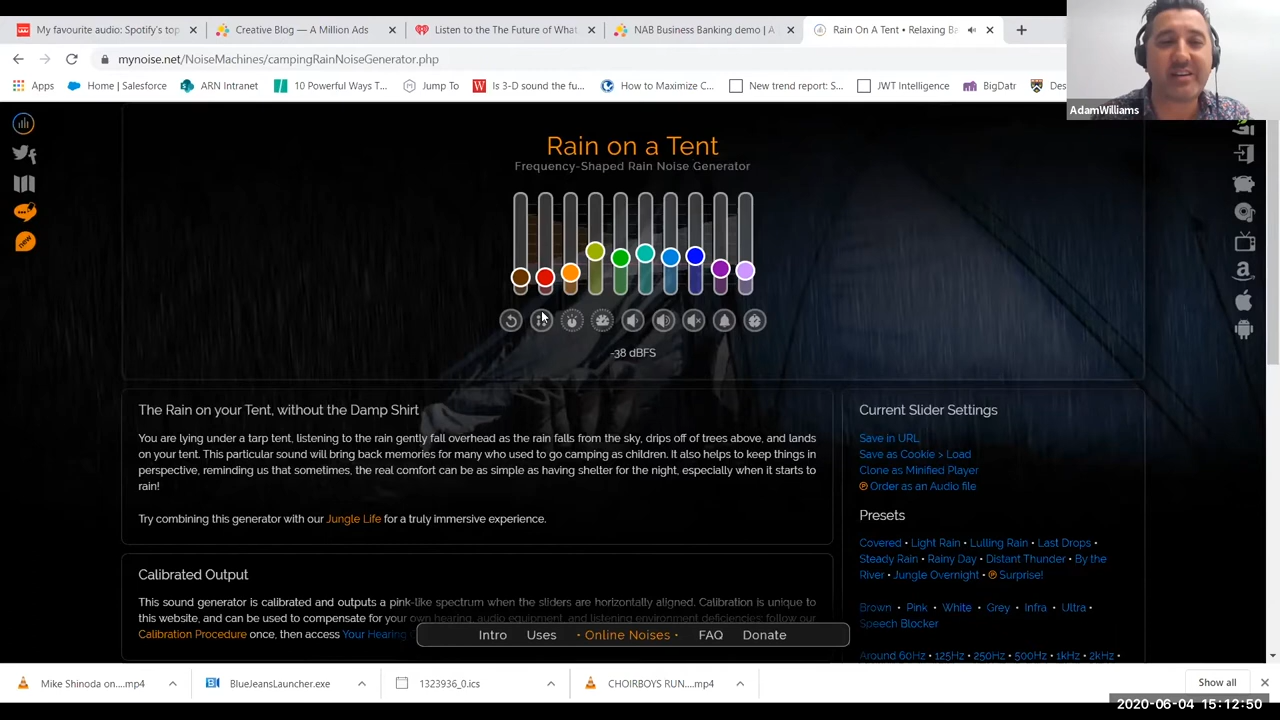 My favourite audio: Spotify's top
Creative Blog — A Million Ads
Listen to the The Future of What
NAB Business Banking demo | A
Rain On A Tent • Relaxing Ba
mynoise.net/NoiseMachines/campingRainNoiseGenerator.php
Apps
Home | Salesforce
ARN Intranet
10 Powerful Ways T...
Jump To
Is 3-D sound the fu...
How to Maximize C...
New trend report: S...
JWT Intelligence
BigDatr
Des
AdamWilliams
Rain on a Tent
Frequency-Shaped Rain Noise Generator
-38 dBFS
The Rain on your Tent, without the Damp Shirt
You are lying under a tarp tent, listening to the rain gently fall overhead as the rain falls from the sky, drips off of trees above, and lands
on your tent. This particular sound will bring back memories for many who used to go camping as children. It also helps to keep things in
perspective, reminding us that sometimes, the real comfort can be as simple as having shelter for the night, especially when it starts to
rain!
Try combining this generator with our Jungle Life for a truly immersive experience.
Calibrated Output
This sound generator is calibrated and outputs a pink-like spectrum when the sliders are horizontally aligned. Calibration is unique to
this website, and can be used to compensate for your own hearing, audio equipment, and listening environment deficiencies: follow our
Calibration Procedure once, then access Your Hearing
Current Slider Settings
Save in URL
Save as Cookie > Load
Clone as Minified Player
Order as an Audio file
Presets
Covered • Light Rain • Lulling Rain • Last Drops •
Steady Rain • Rainy Day • Distant Thunder • By the
River • Jungle Overnight • Surprise!
Brown • Pink • White • Grey • Infra • Ultra •
Speech Blocker
Around 60Hz • 125Hz • 250Hz • 500Hz • 1kHz • 2kHz •
Intro Uses • Online Noises • FAQ Donate
Mike Shinoda on....mp4
BlueJeansLauncher.exe
1323936_0.ics
CHOIRBOYS RUN....mp4
Show all
2020-06-04 15:12:50